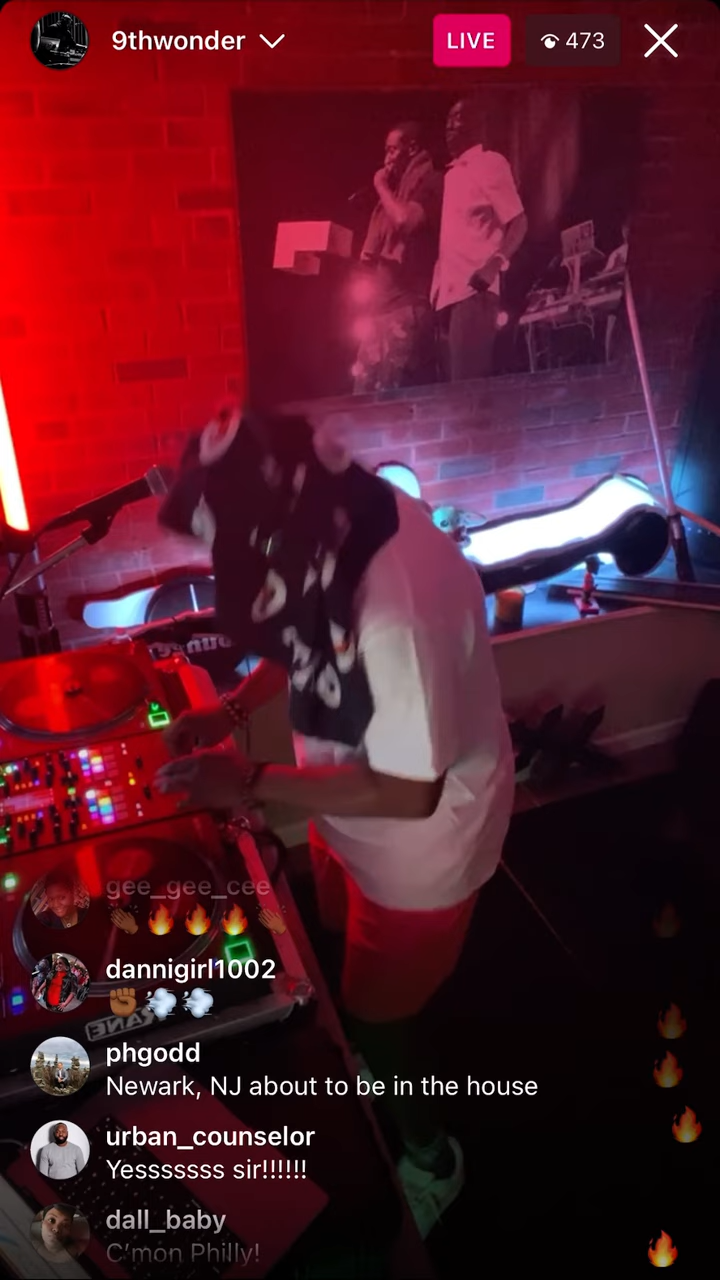 9thwonder
LIVE
473
gee_gee_cee
👏🏾🔥🔥🔥👏🏾
dannigirl1002
✊🏾💨💨
phgodd
Newark, NJ about to be in the house
urban_counselor
Yesssssss sir!!!!!!
dall_baby
C'mon Philly!